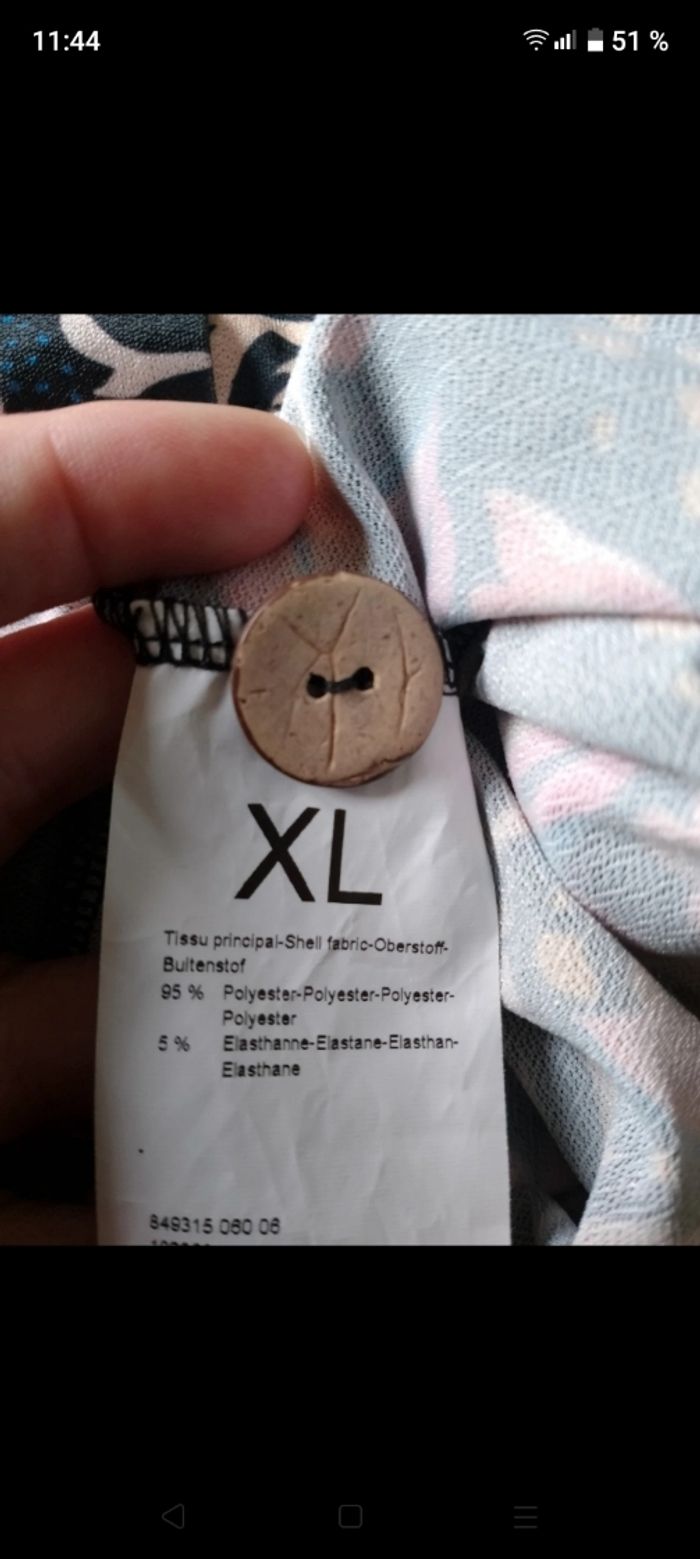 11:44
51 %
XL
Tissu principal-Shell fabric-Oberstoff-
Buitenstof
95 % Polyester-Polyester-Polyester-
Polyester
5 % Elasthanne-Elastane-Elasthan-
Elasthane
849315 060 06